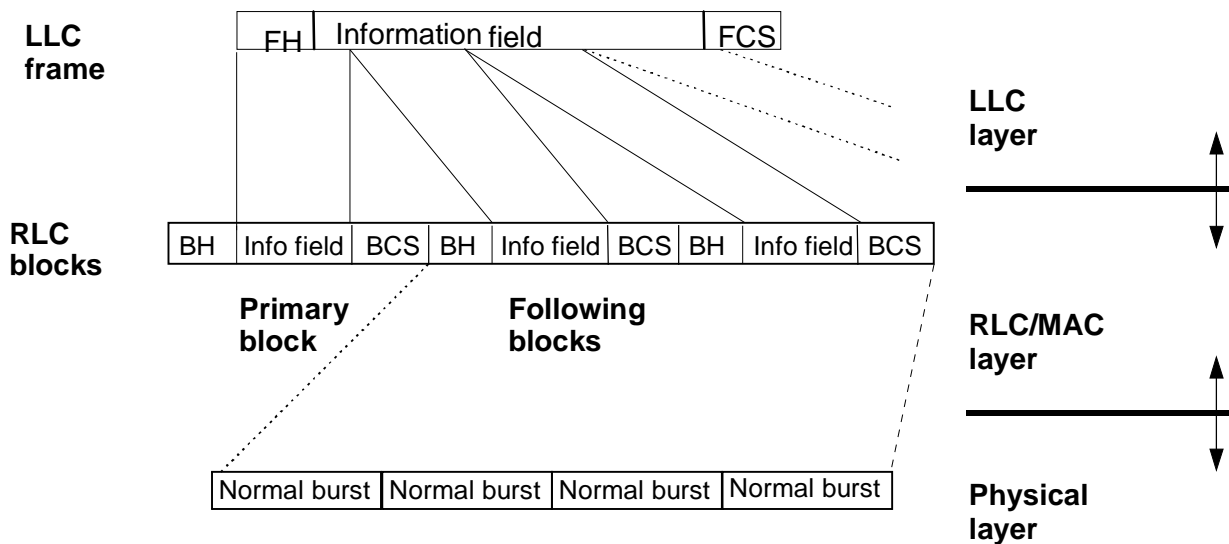 LLC
frame
FH Information field FCS
LLC
layer
RLC
blocks
BH Info field BCS BH Info field BCS BH Info field BCS
Primary
block
Following
blocks
RLC/MAC
layer
Normal burst Normal burst Normal burst Normal burst
Physical
layer